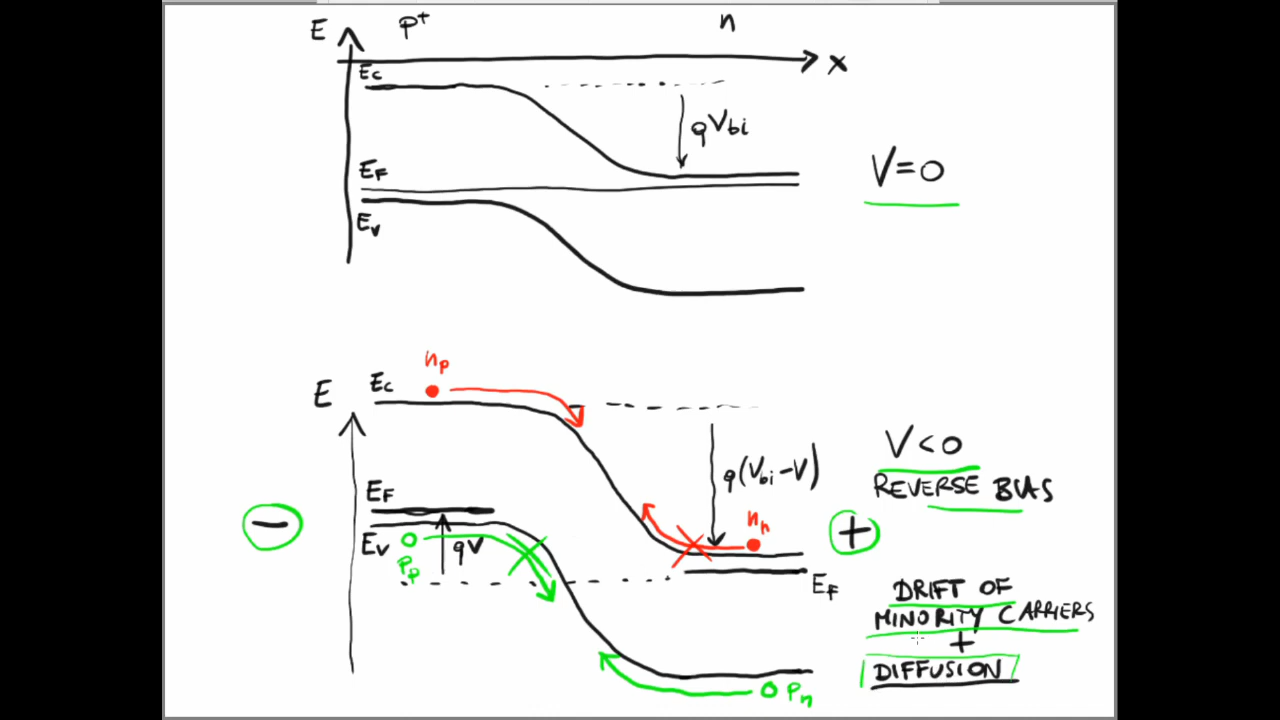 E p+ n
x
Ec
qVbi
EF
V=0
Ev
np
E Ec
V<0
q(Vbi-V)
REVERSE BIAS
EF
nn
− +
Ev qV
Pp
EF
DRIFT OF
MINORITY CARRIERS
+
DIFFUSION
Pn